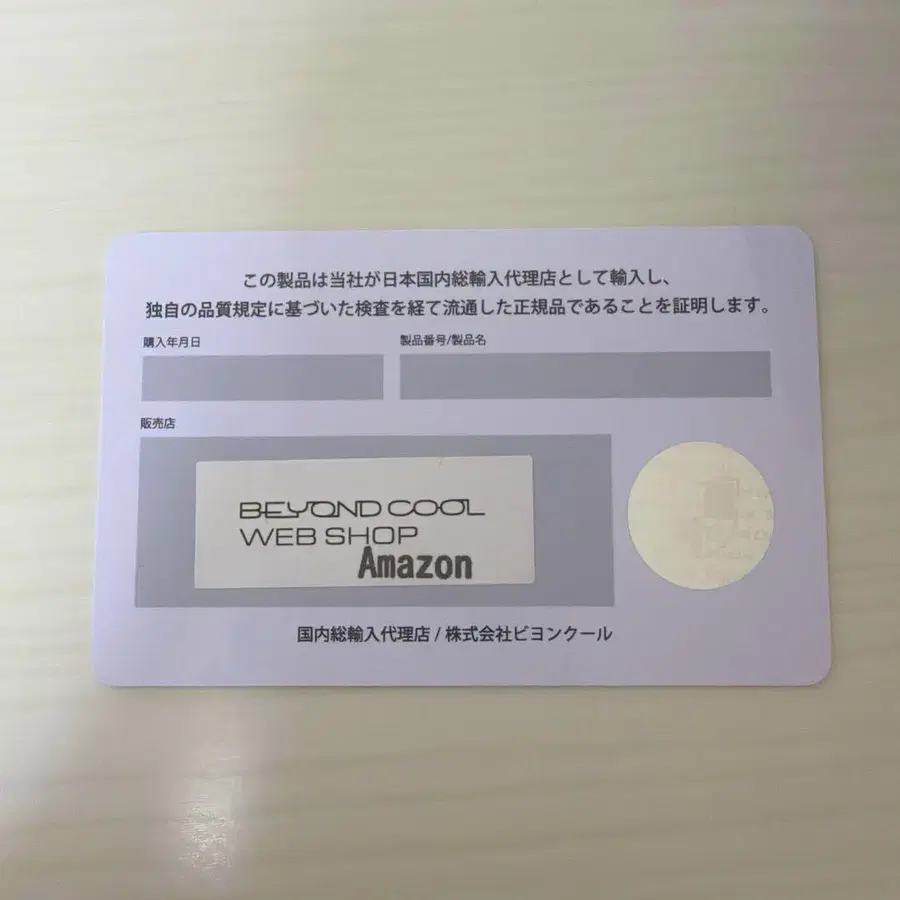 この製品は当社が日本国内総輸入代理店として輸入し、
独自の品質規定に基づいた検査を経て流通した正規品であることを証明します。
購入年月日
製品番号/製品名
販売店
BEYOND COOL
WEB SHOP
Amazon
国内総輸入代理店 / 株式会社ビヨンクール